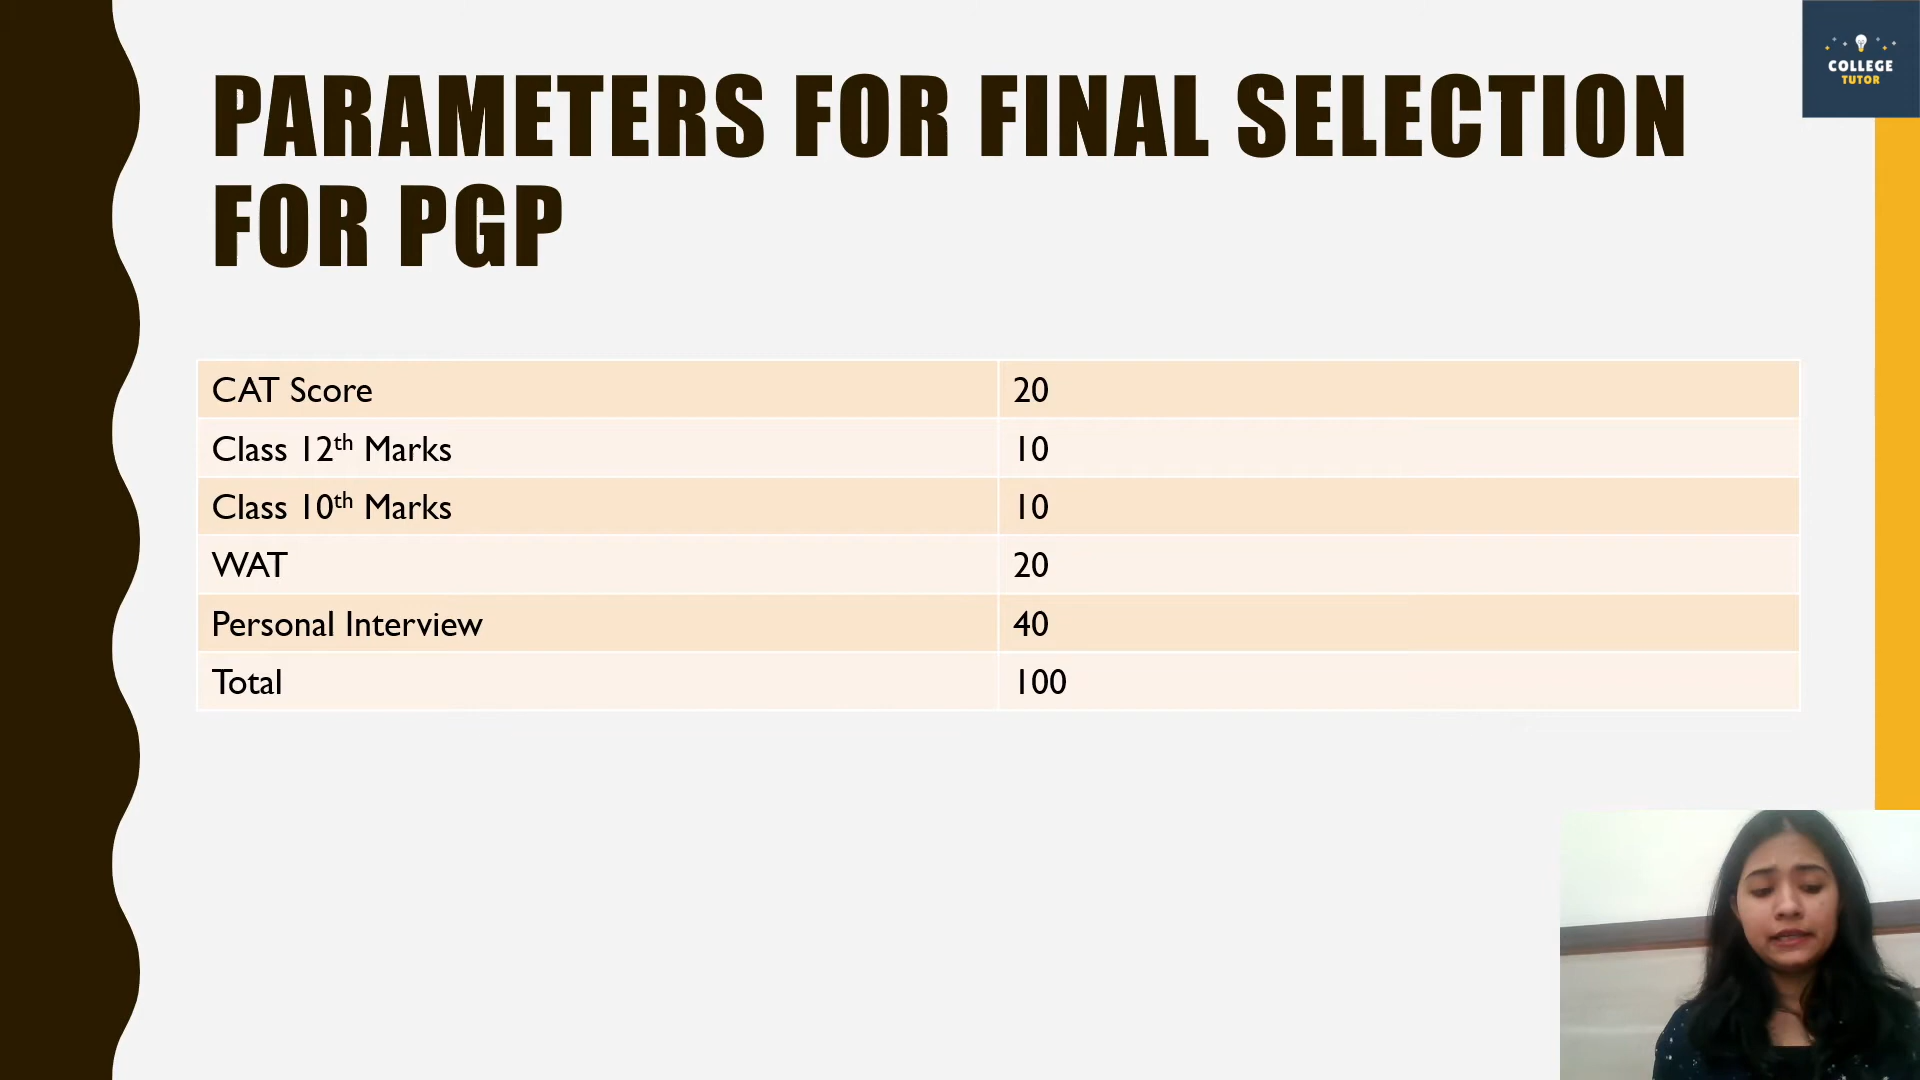 PARAMETERS FOR FINAL SELECTION
FOR PGP
COLLEGE
TUTOR
CAT Score 20
Class 12th Marks 10
Class 10th Marks 10
WAT 20
Personal Interview 40
Total 100